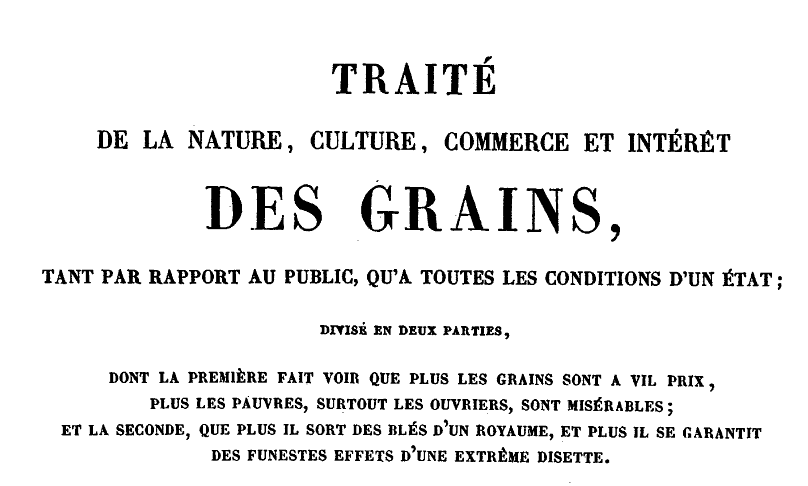 TRAITÉ
DE LA NATURE, CULTURE, COMMERCE ET INTÉRÊT
DES GRAINS,
TANT PAR RAPPORT AU PUBLIC, QU'A TOUTES LES CONDITIONS D'UN ÉTAT;
DIVISÉ EN DEUX PARTIES,
DONT LA PREMIÈRE FAIT VOIR QUE PLUS LES GRAINS SONT A VIL PRIX,
PLUS LES PAUVRES, SURTOUT LES OUVRIERS, SONT MISÉRABLES;
ET LA SECONDE, QUE PLUS IL SORT DES BLÉS D'UN ROYAUME, ET PLUS IL SE GARANTIT
DES FUNESTES EFFETS D'UNE EXTRÊME DISETTE.